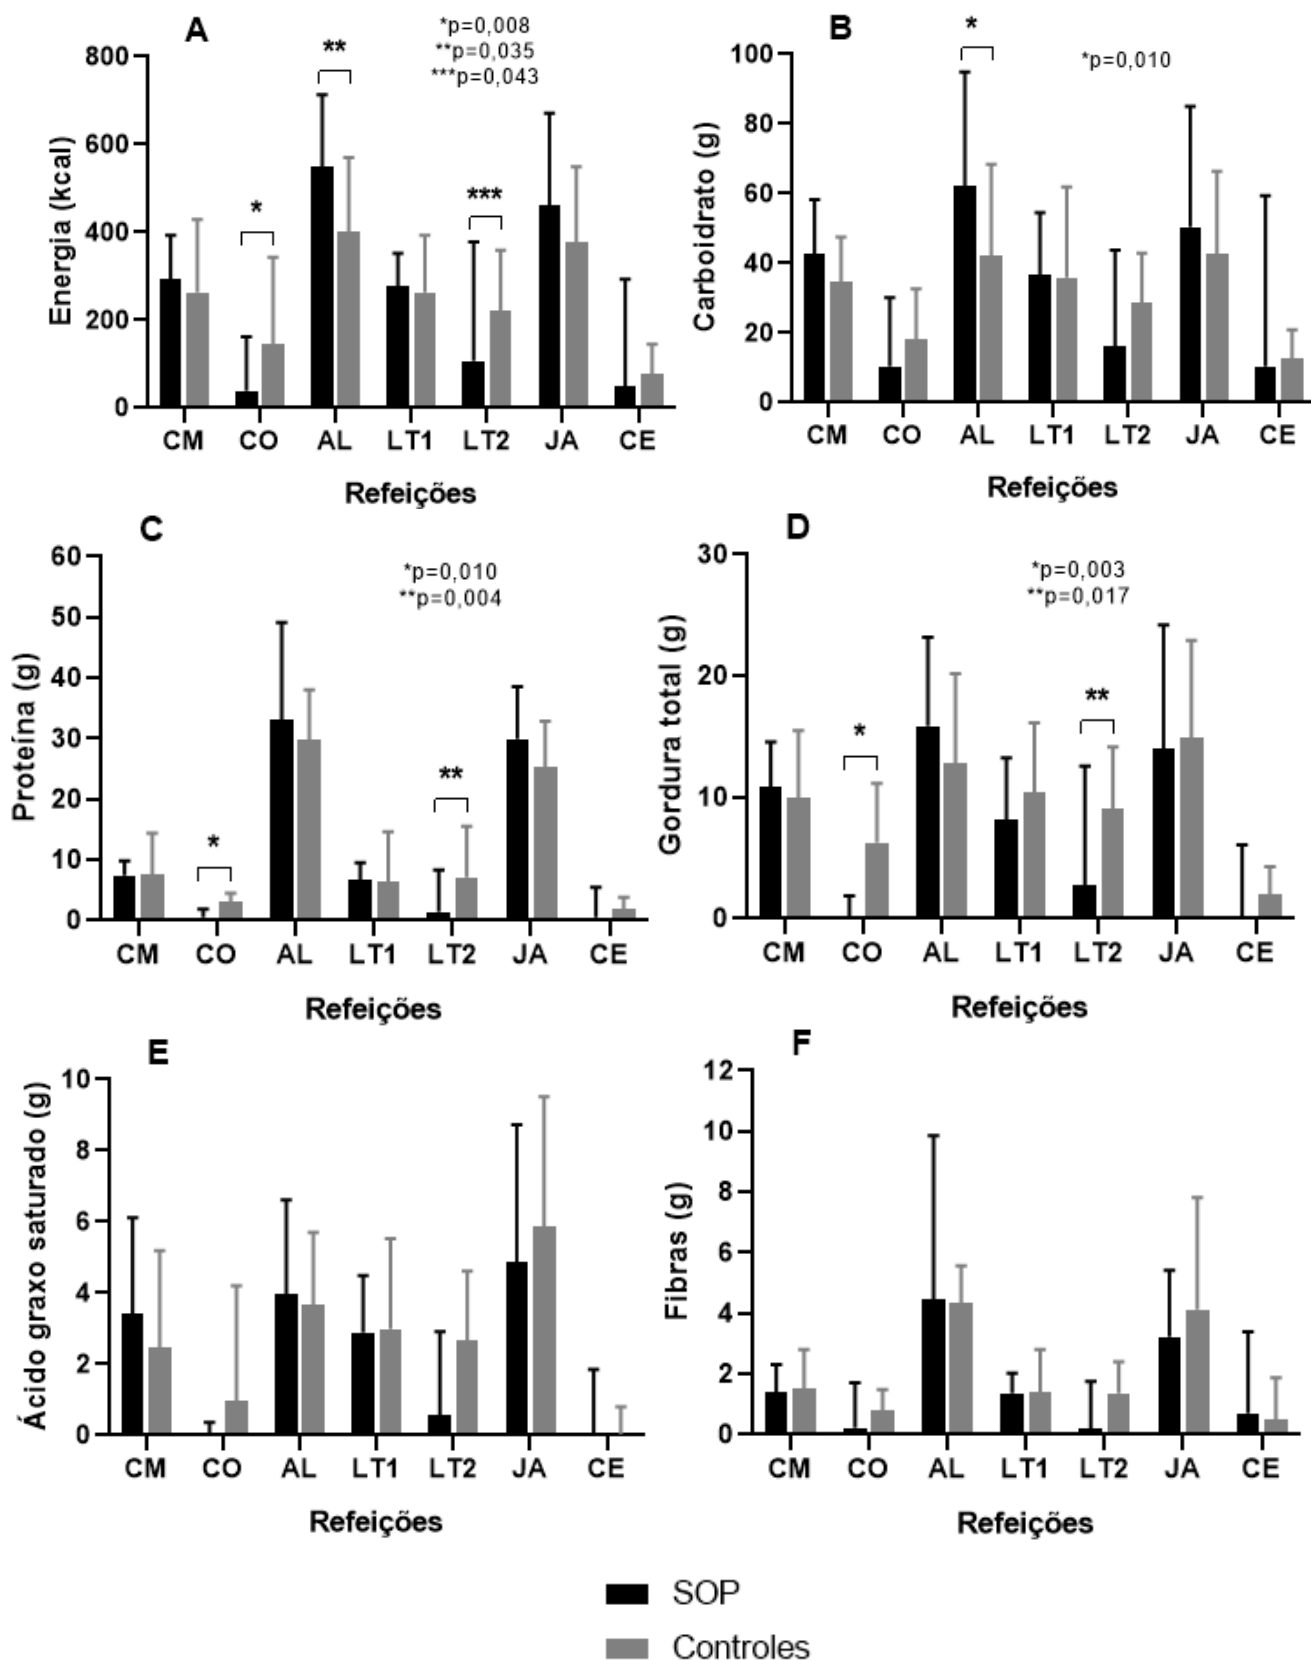 A
*p=0,008
**p=0,035
***p=0,043
Energia (kcal)
800
600
400
200
0
*
**
***
CM CO AL LT1 LT2 JA CE
Refeições
B
*p=0,010
Carboidrato (g)
100
80
60
40
20
0
*
CM CO AL LT1 LT2 JA CE
Refeições
C
*p=0,010
**p=0,004
Proteína (g)
60
50
40
30
20
10
0
*
**
CM CO AL LT1 LT2 JA CE
Refeições
D
*p=0,003
**p=0,017
Gordura total (g)
30
20
10
0
*
**
CM CO AL LT1 LT2 JA CE
Refeições
E
Ácido graxo saturado (g)
10
8
6
4
2
0
CM CO AL LT1 LT2 JA CE
Refeições
F
Fibras (g)
12
10
8
6
4
2
0
CM CO AL LT1 LT2 JA CE
Refeições
SOP
Controles